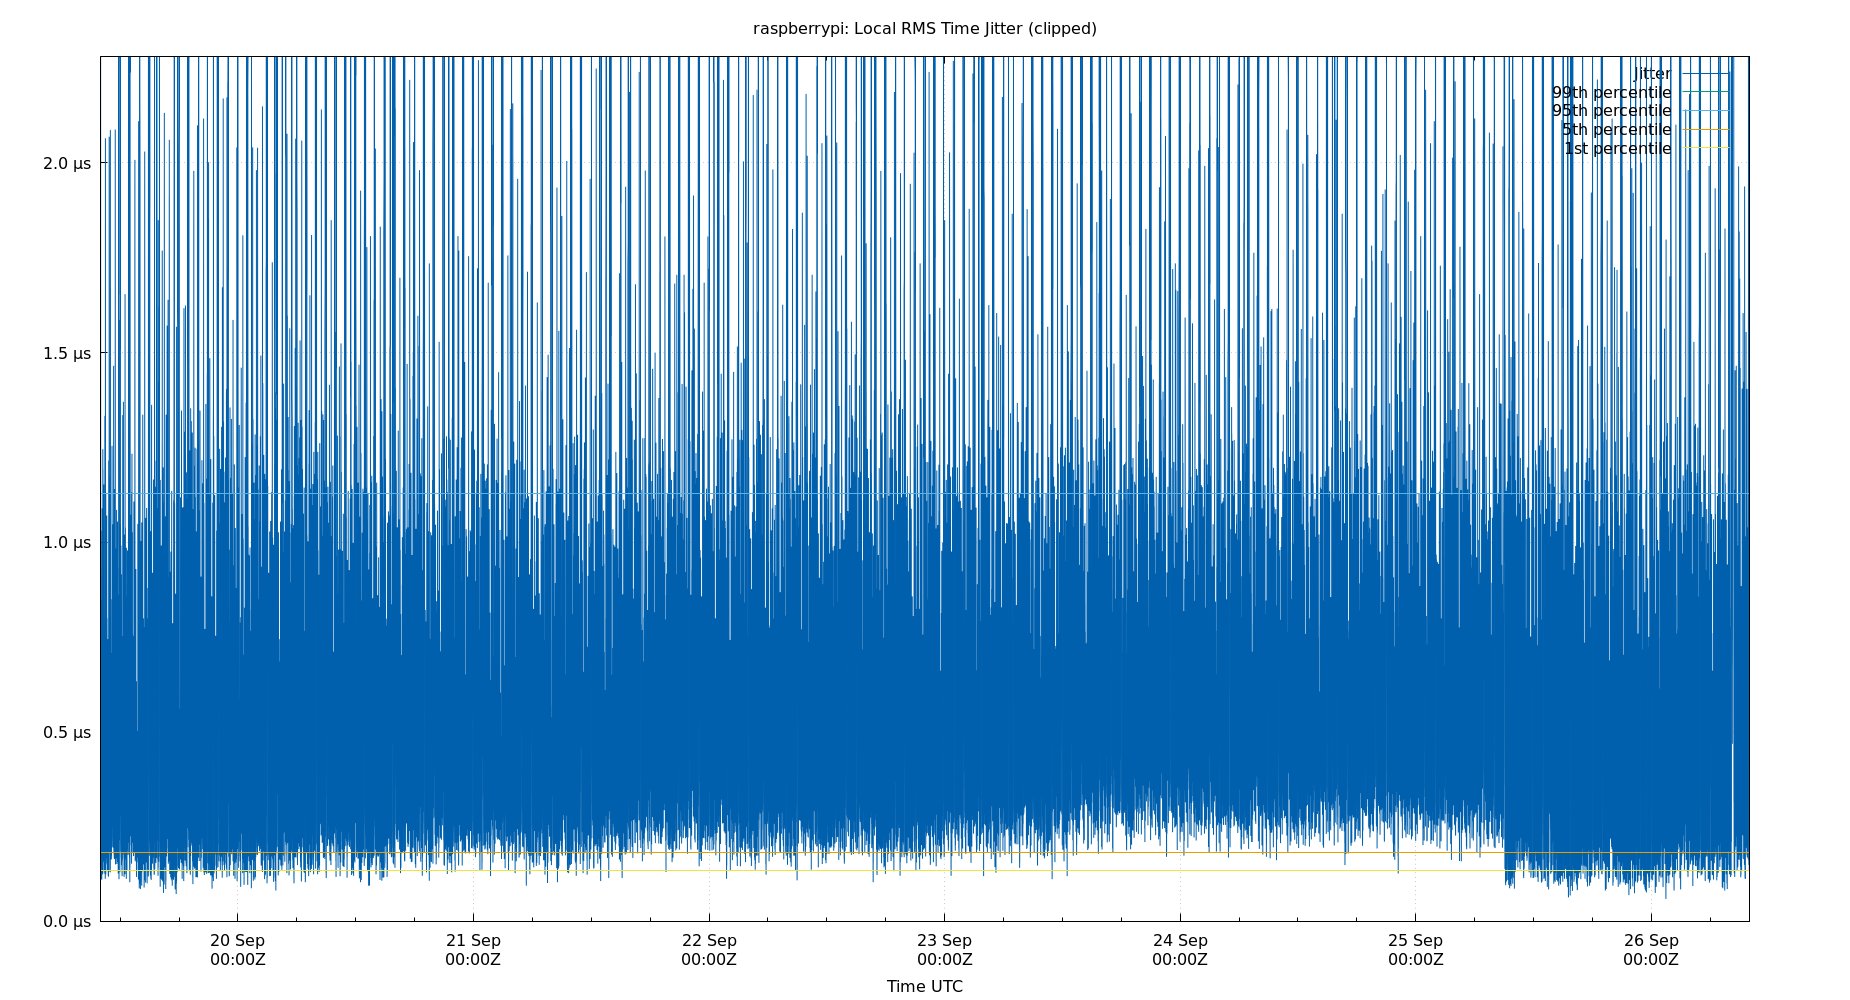 raspberrypi: Local RMS Time Jitter (clipped)
Jitter
99th percentile
95th percentile
5th percentile
1st percentile
2.0 µs
1.5 µs
1.0 µs
0.5 µs
0.0 µs
20 Sep 21 Sep 22 Sep 23 Sep 24 Sep 25 Sep 26 Sep
00:00Z 00:00Z 00:00Z 00:00Z 00:00Z 00:00Z 00:00Z
Time UTC